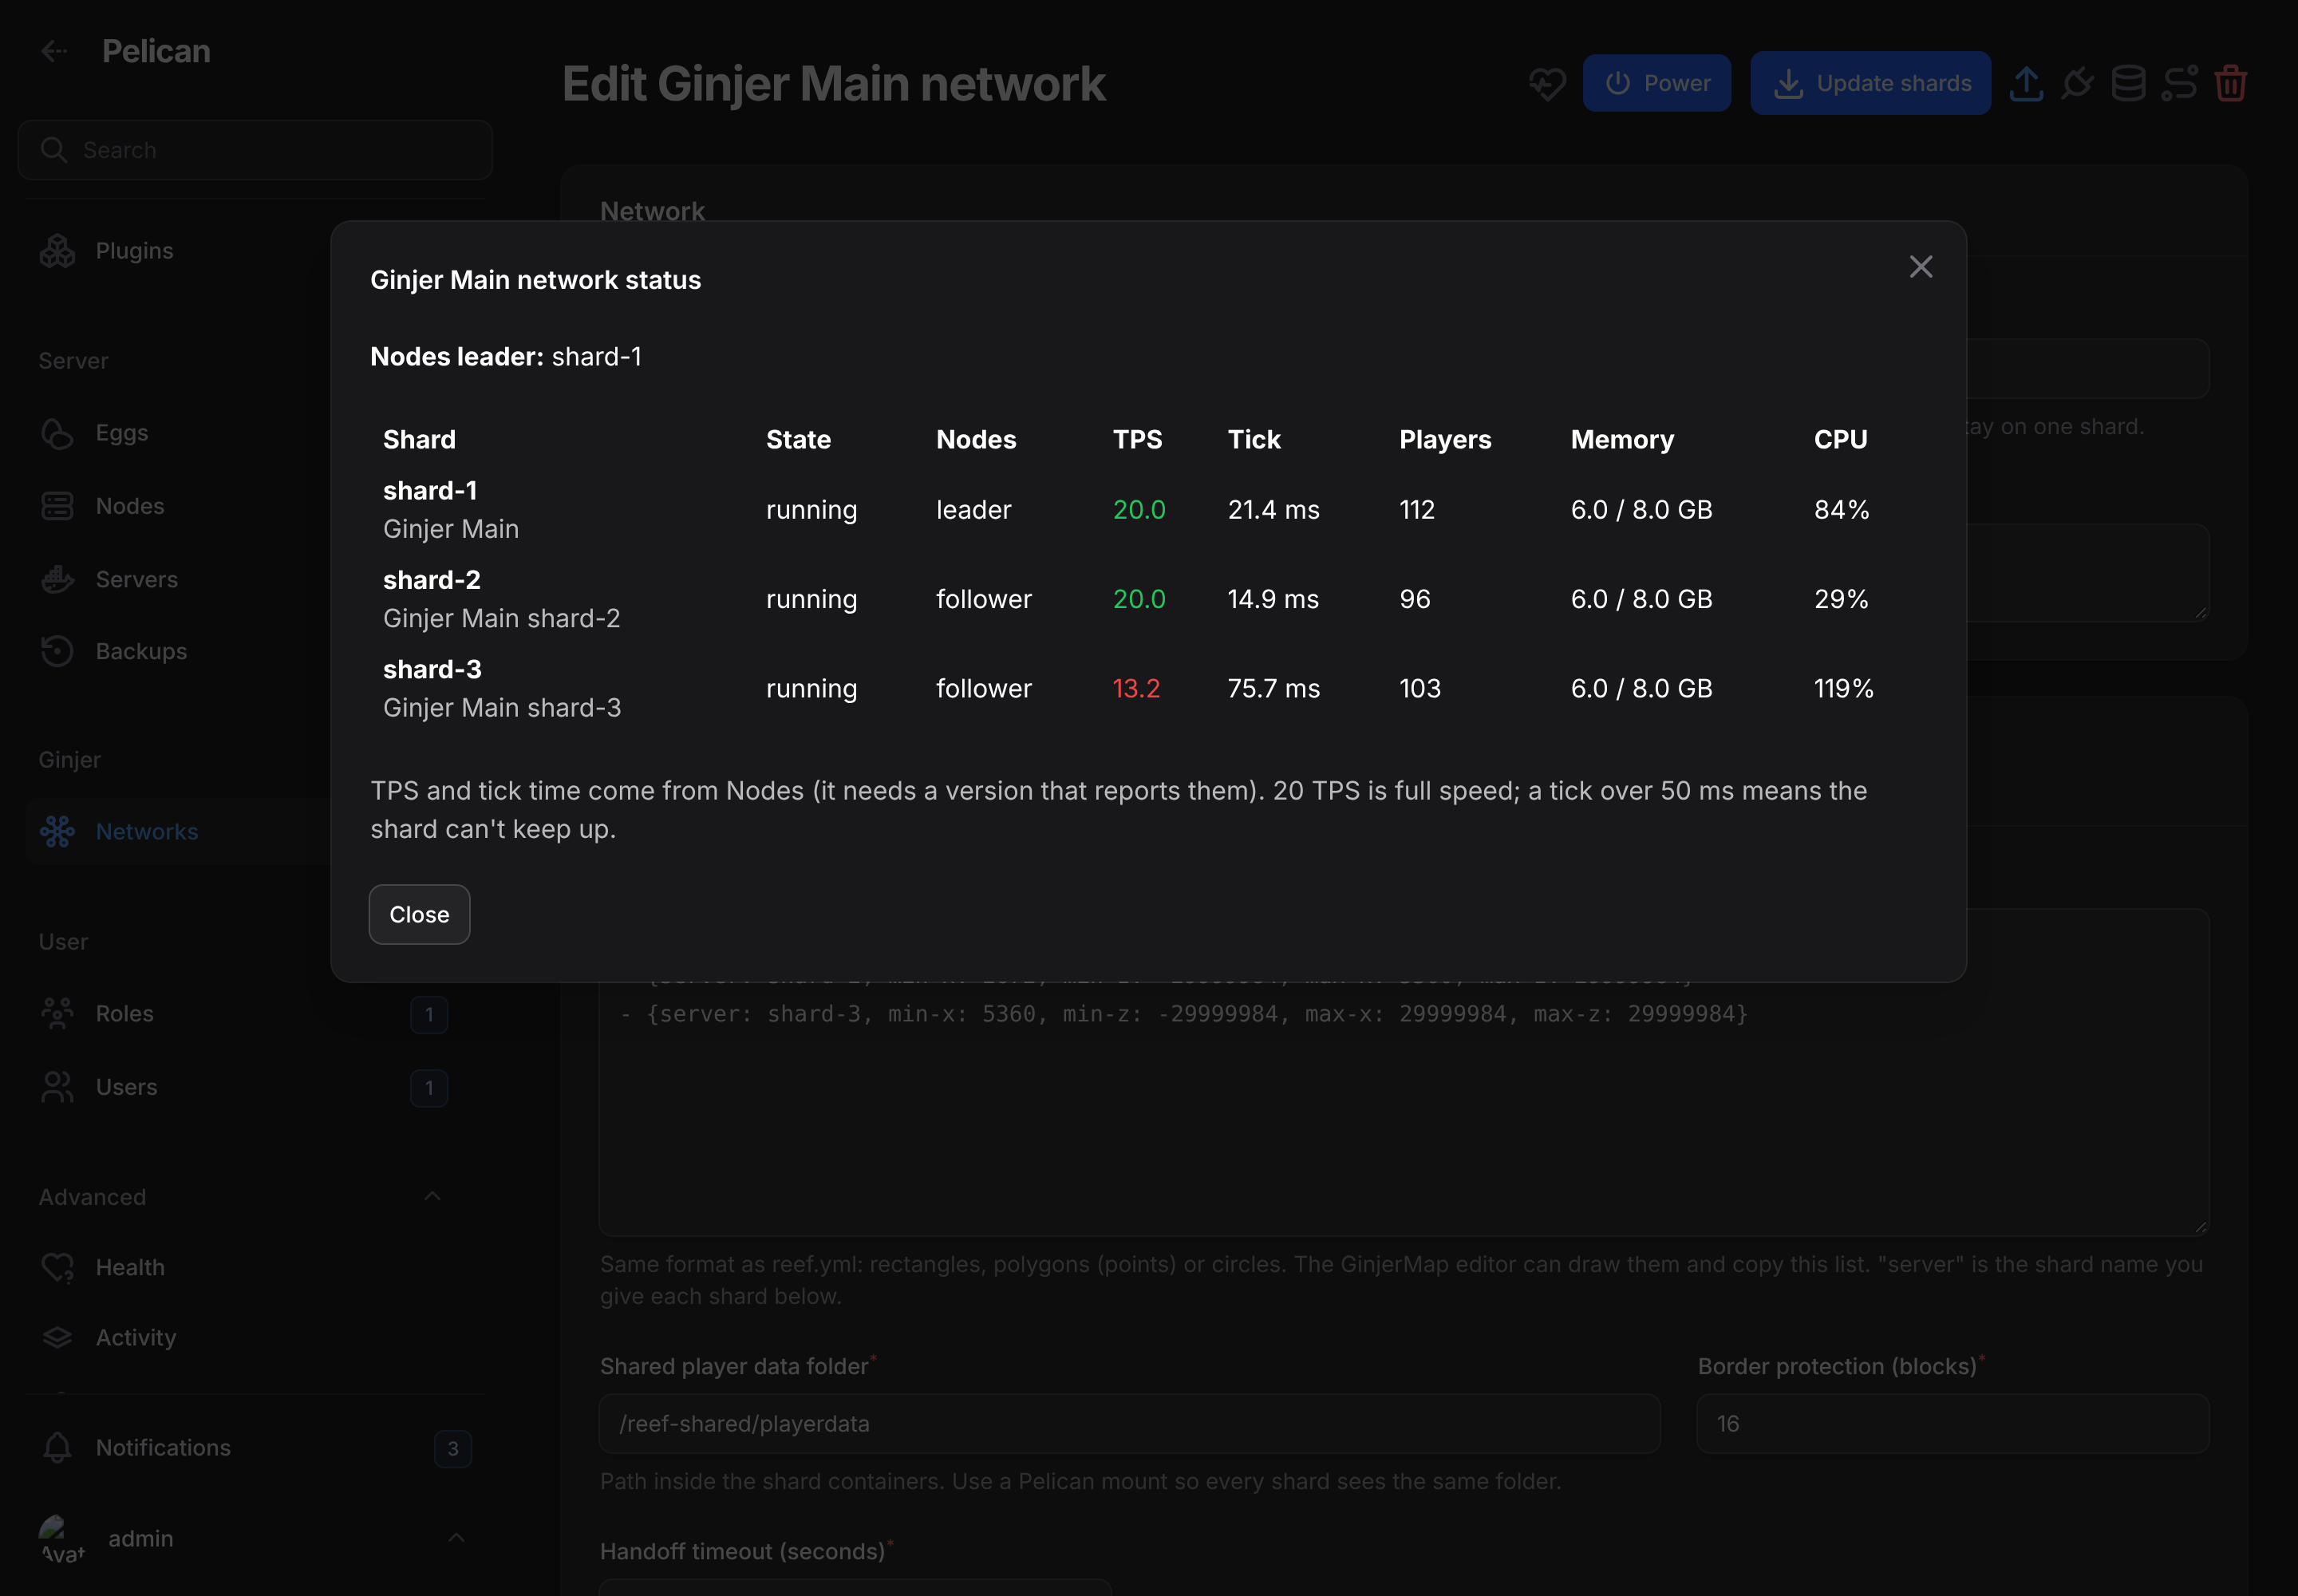 Pelican
Search
Plugins
Server
Eggs
Nodes
Servers
Backups
Ginjer
Networks
User
Roles
1
Users
1
Advanced
Health
Activity
Notifications
3
Avat
admin
Edit Ginjer Main network
Power
Update shards
Network
tay on one shard.
Ginjer Main network status
Nodes leader: shard-1
Shard State Nodes TPS Tick Players Memory CPU
shard-1
Ginjer Main
running leader 20.0 21.4 ms 112 6.0 / 8.0 GB 84%
shard-2
Ginjer Main shard-2
running follower 20.0 14.9 ms 96 6.0 / 8.0 GB 29%
shard-3
Ginjer Main shard-3
running follower 13.2 75.7 ms 103 6.0 / 8.0 GB 119%
TPS and tick time come from Nodes (it needs a version that reports them). 20 TPS is full speed; a tick over 50 ms means the
shard can't keep up.
Close
- {server: shard-3, min-x: 5360, min-z: -29999984, max-x: 29999984, max-z: 29999984}
Same format as reef.yml: rectangles, polygons (points) or circles. The GinjerMap editor can draw them and copy this list. "server" is the shard name you
give each shard below.
Shared player data folder*
/reef-shared/playerdata
Path inside the shard containers. Use a Pelican mount so every shard sees the same folder.
Border protection (blocks)*
16
Handoff timeout (seconds)*